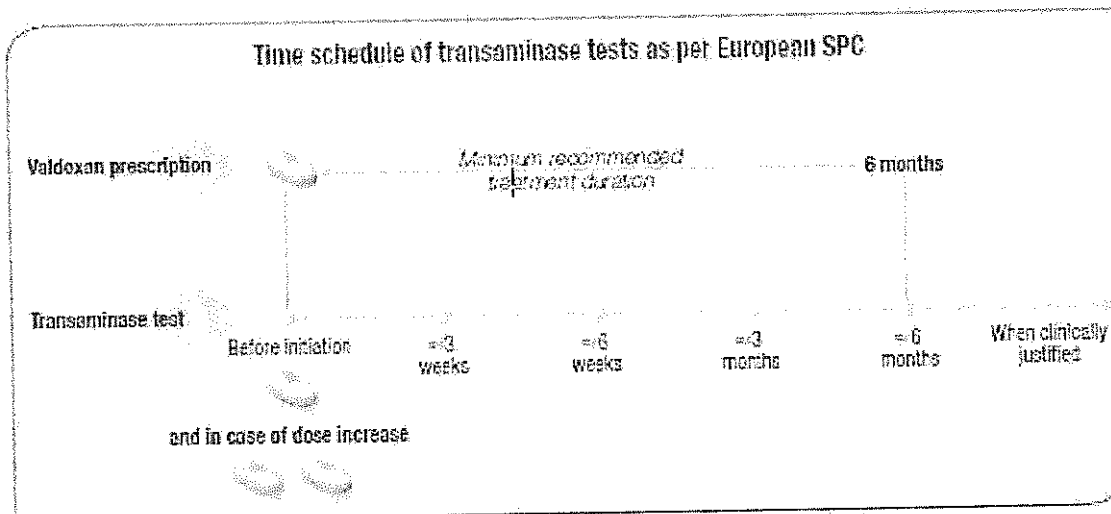 Time schedule of transaminase tests as per European SPC
Valdoxan prescription
Minimum recommended
treatment duration
6 months
Transaminase test
Before initiation
≈3
weeks
≈6
weeks
≈3
months
≈6
months
When clinically
justified
and in case of dose increase